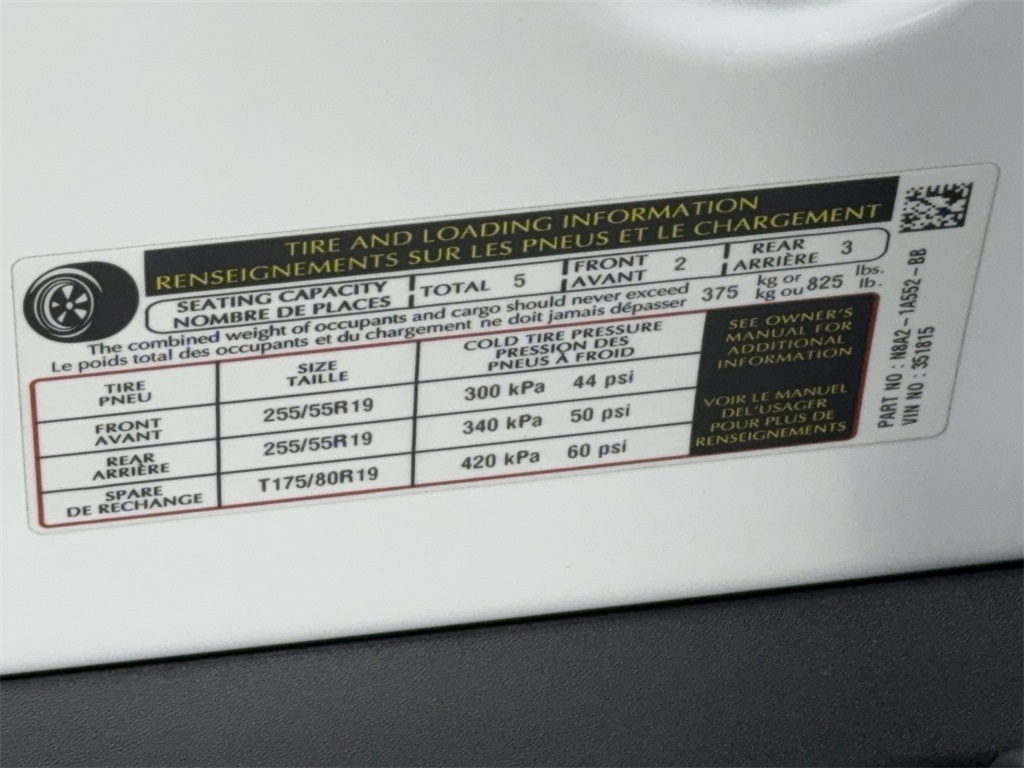 TIRE AND LOADING INFORMATION
RENSEIGNEMENTS SUR LES PNEUS ET LE CHARGEMENT
SEATING CAPACITY
NOMBRE DE PLACES
TOTAL 5
FRONT
AVANT 2
REAR
ARRIÈRE 3
The combined weight of occupants and cargo should never exceed 375 kg or 825 lbs.
Le poids total des occupants et du chargement ne doit jamais dépasser kg ou lb.
TIRE
PNEU
SIZE
TAILLE
COLD TIRE PRESSURE
PRESSION DES
PNEUS À FROID
FRONT
AVANT
255/55R19
300 kPa 44 psi
REAR
ARRIÈRE
255/55R19
340 kPa 50 psi
SPARE
DE RECHANGE
T175/80R19
420 kPa 60 psi
SEE OWNER'S
MANUAL FOR
ADDITIONAL
INFORMATION
VOIR LE MANUEL
DEL'USAGER
POUR PLUS DE
RENSEIGNEMENTS
PART NO : N8A2-1A552-BB
VIN NO : 351815